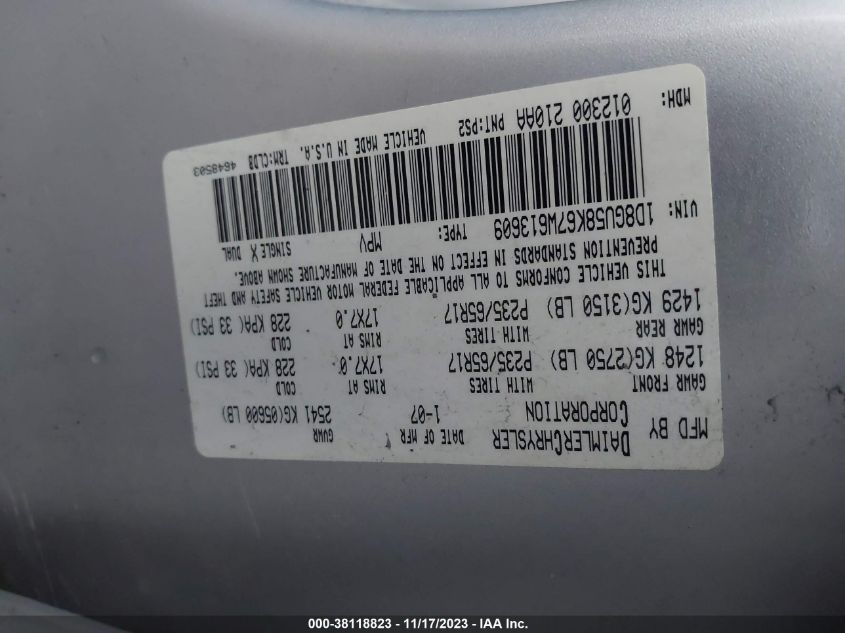 MFD BY DAIMLERCHRYSLER CORPORATION DATE OF MFR 1-07 GVWR 2541 KG(05600 LB)
GAWR FRONT WITH TIRES RIMS AT COLD
1248 KG(2750 LB) P235/65R17 17X7.0 228 KPA( 33 PSI)
GAWR REAR WITH TIRES RIMS AT COLD
1429 KG(3150 LB) P235/65R17 17X7.0 228 KPA( 33 PSI)
THIS VEHICLE CONFORMS TO ALL APPLICABLE FEDERAL MOTOR VEHICLE SAFETY AND THEFT
PREVENTION STANDARDS IN EFFECT ON THE DATE OF MANUFACTURE SHOWN ABOVE.
VIN: 1D8GU58K67W613609 TYPE: MPV SINGLE X DUAL
MDH: 012300 210AA PNT:PS2 VEHICLE MADE IN U.S.A. TRM:CLDB 4648503
000-38118823 - 11/17/2023 - IAA Inc.